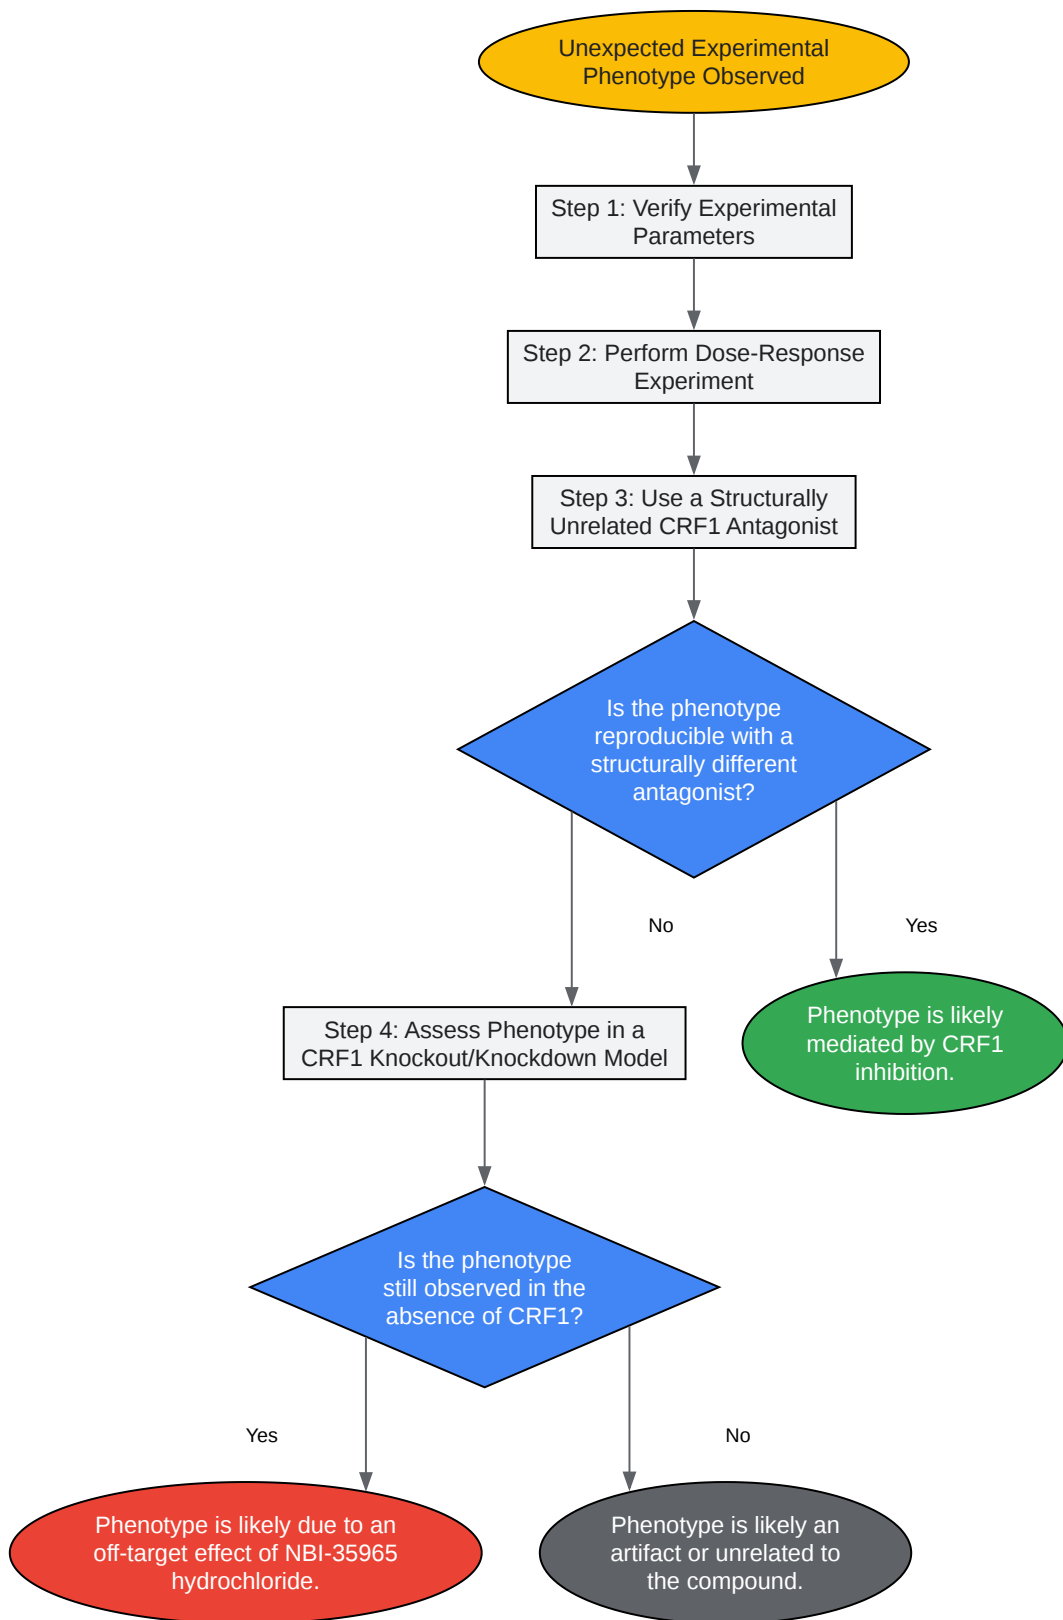 Unexpected Experimental
Phenotype Observed
Step 1: Verify Experimental
Parameters
Step 2: Perform Dose-Response
Experiment
Step 3: Use a Structurally
Unrelated CRF1 Antagonist
Is the phenotype
reproducible with a
structurally different
antagonist?
No
Yes
Phenotype is likely
mediated by CRF1
inhibition.
Step 4: Assess Phenotype in a
CRF1 Knockout/Knockdown Model
Is the phenotype
still observed in the
absence of CRF1?
Yes
No
Phenotype is likely due to an
off-target effect of NBI-35965
hydrochloride.
Phenotype is likely an
artifact or unrelated to
the compound.